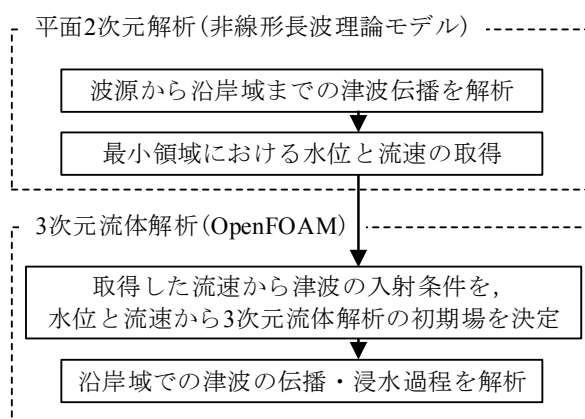 平面2次元解析(非線形長波理論モデル)
波源から沿岸域までの津波伝播を解析
最小領域における水位と流速の取得
3次元流体解析(OpenFOAM)
取得した流速から津波の入射条件を,
水位と流速から3次元流体解析の初期場を決定
沿岸域での津波の伝播・浸水過程を解析